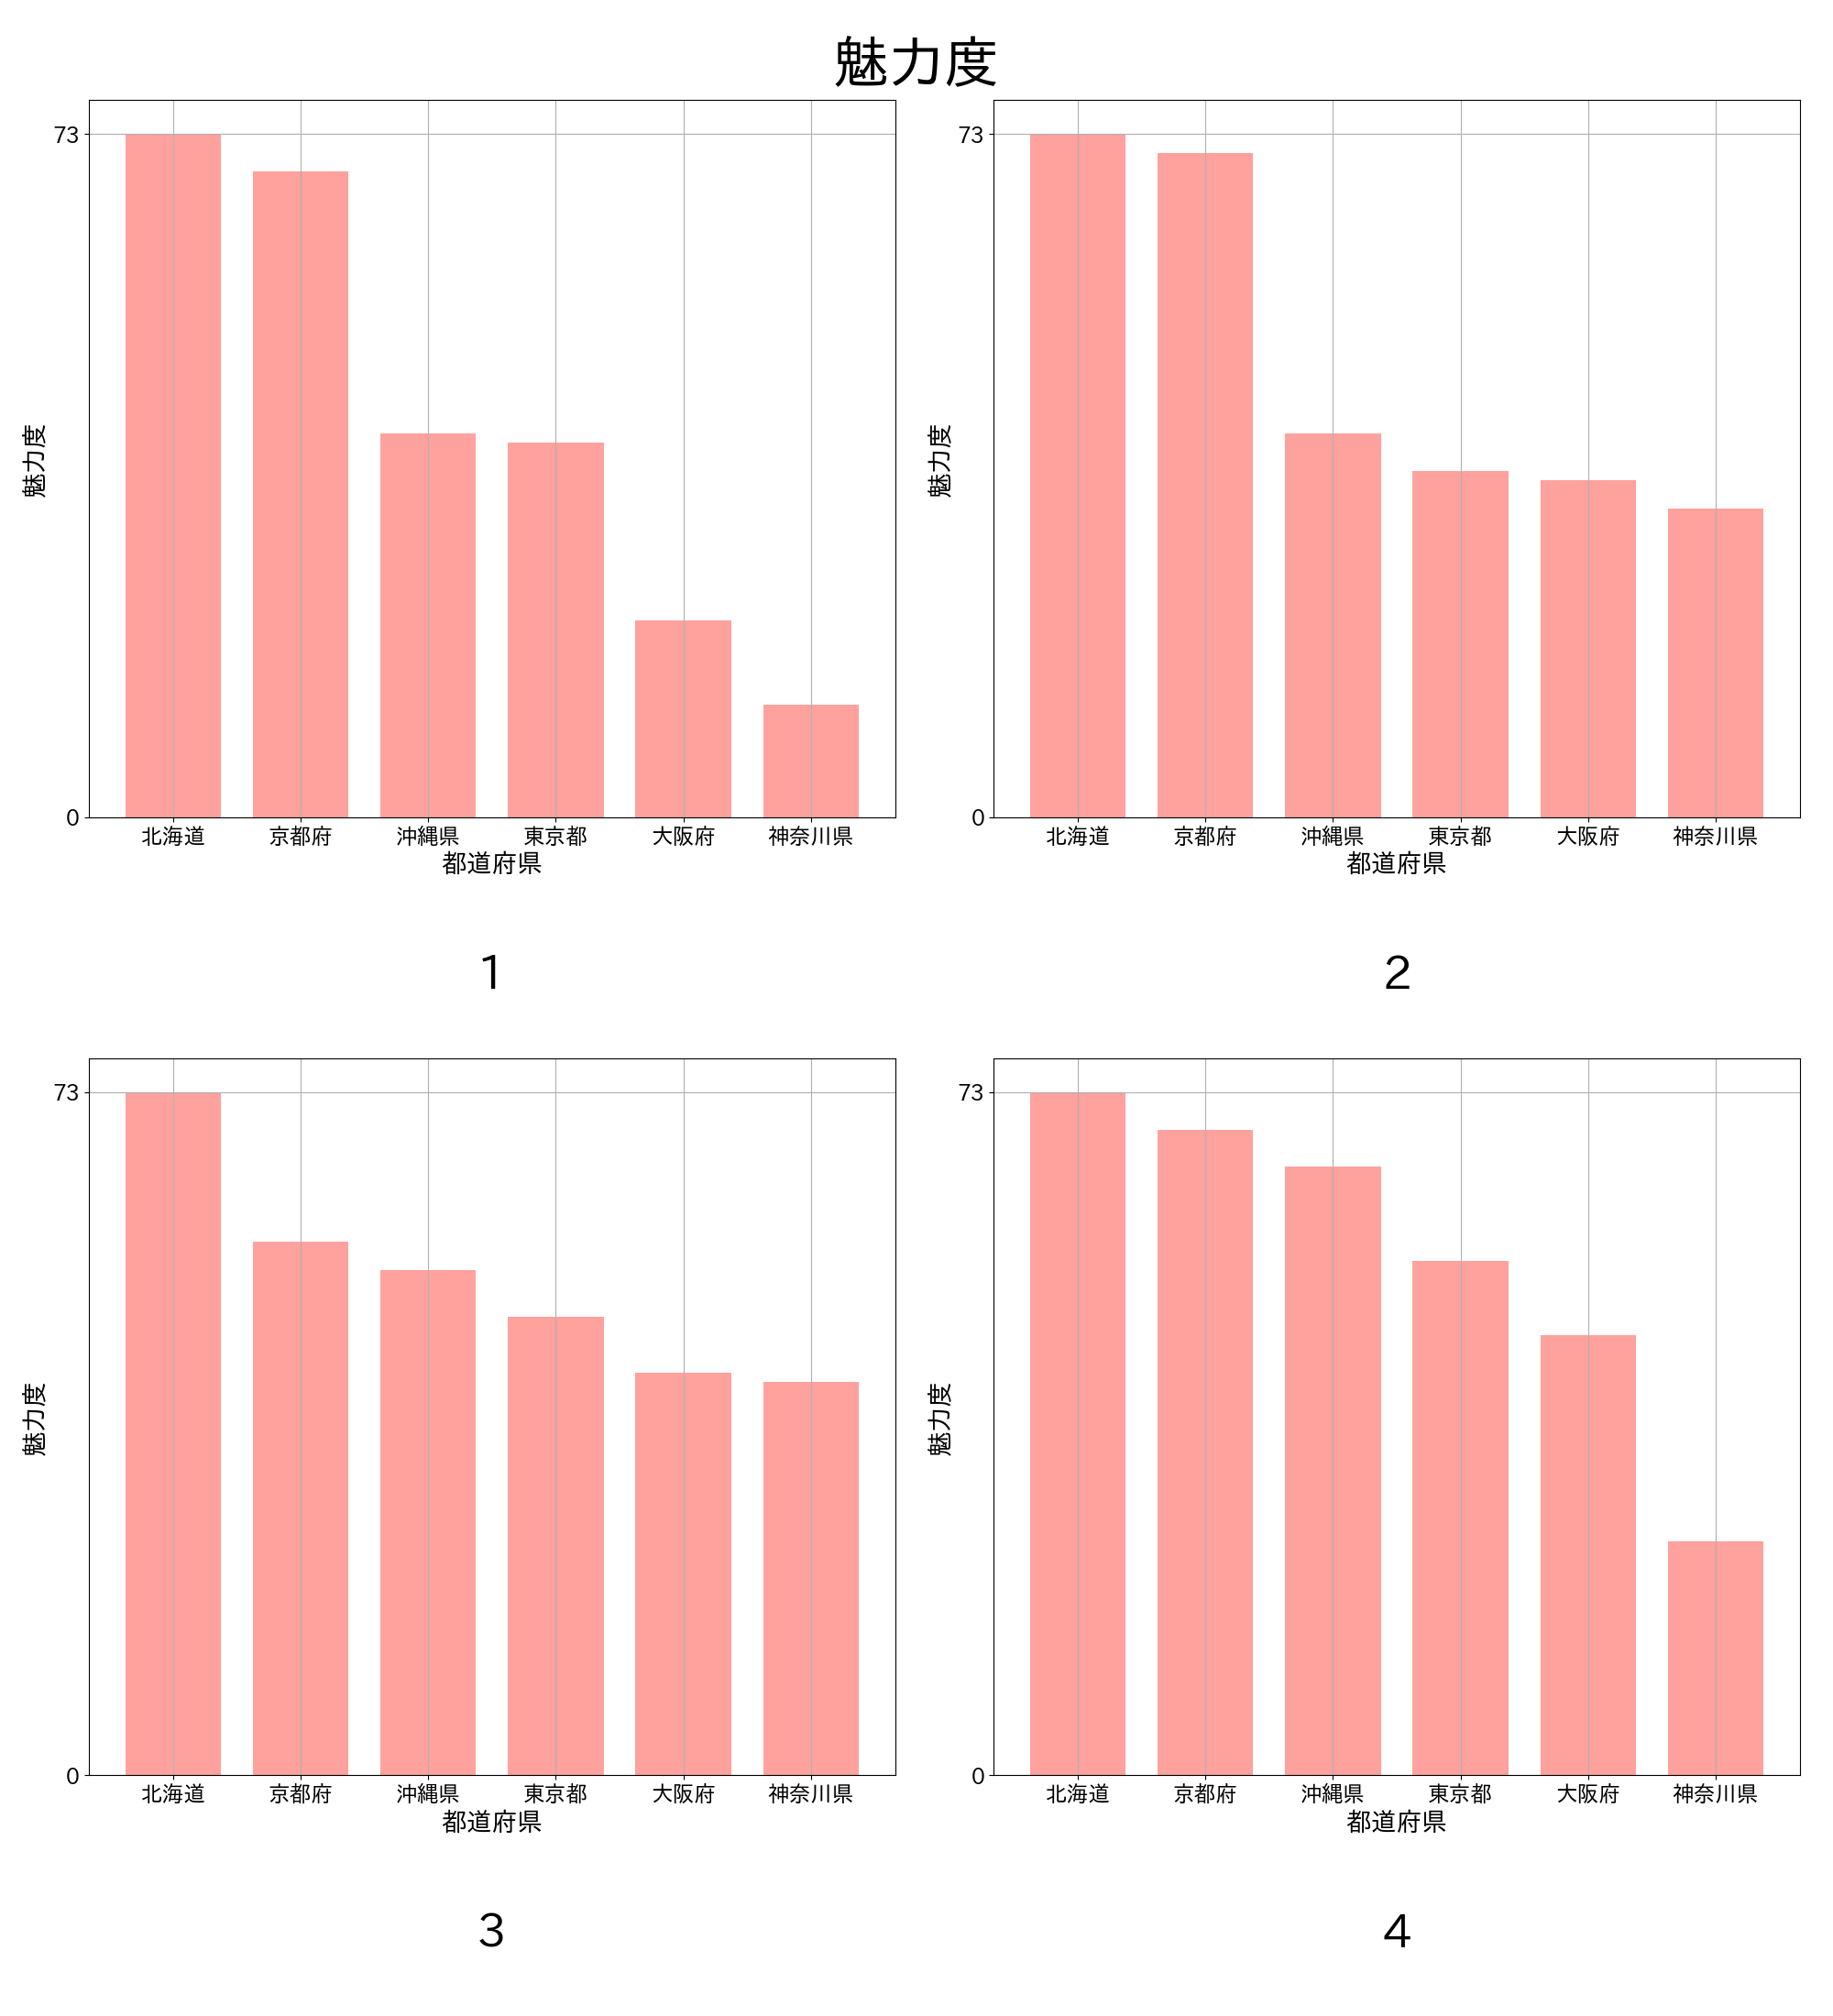 魅力度
73
0
魅力度
北海道 京都府 沖縄県 東京都 大阪府 神奈川県
都道府県
1
73
0
魅力度
北海道 京都府 沖縄県 東京都 大阪府 神奈川県
都道府県
2
73
0
魅力度
北海道 京都府 沖縄県 東京都 大阪府 神奈川県
都道府県
3
73
0
魅力度
北海道 京都府 沖縄県 東京都 大阪府 神奈川県
都道府県
4